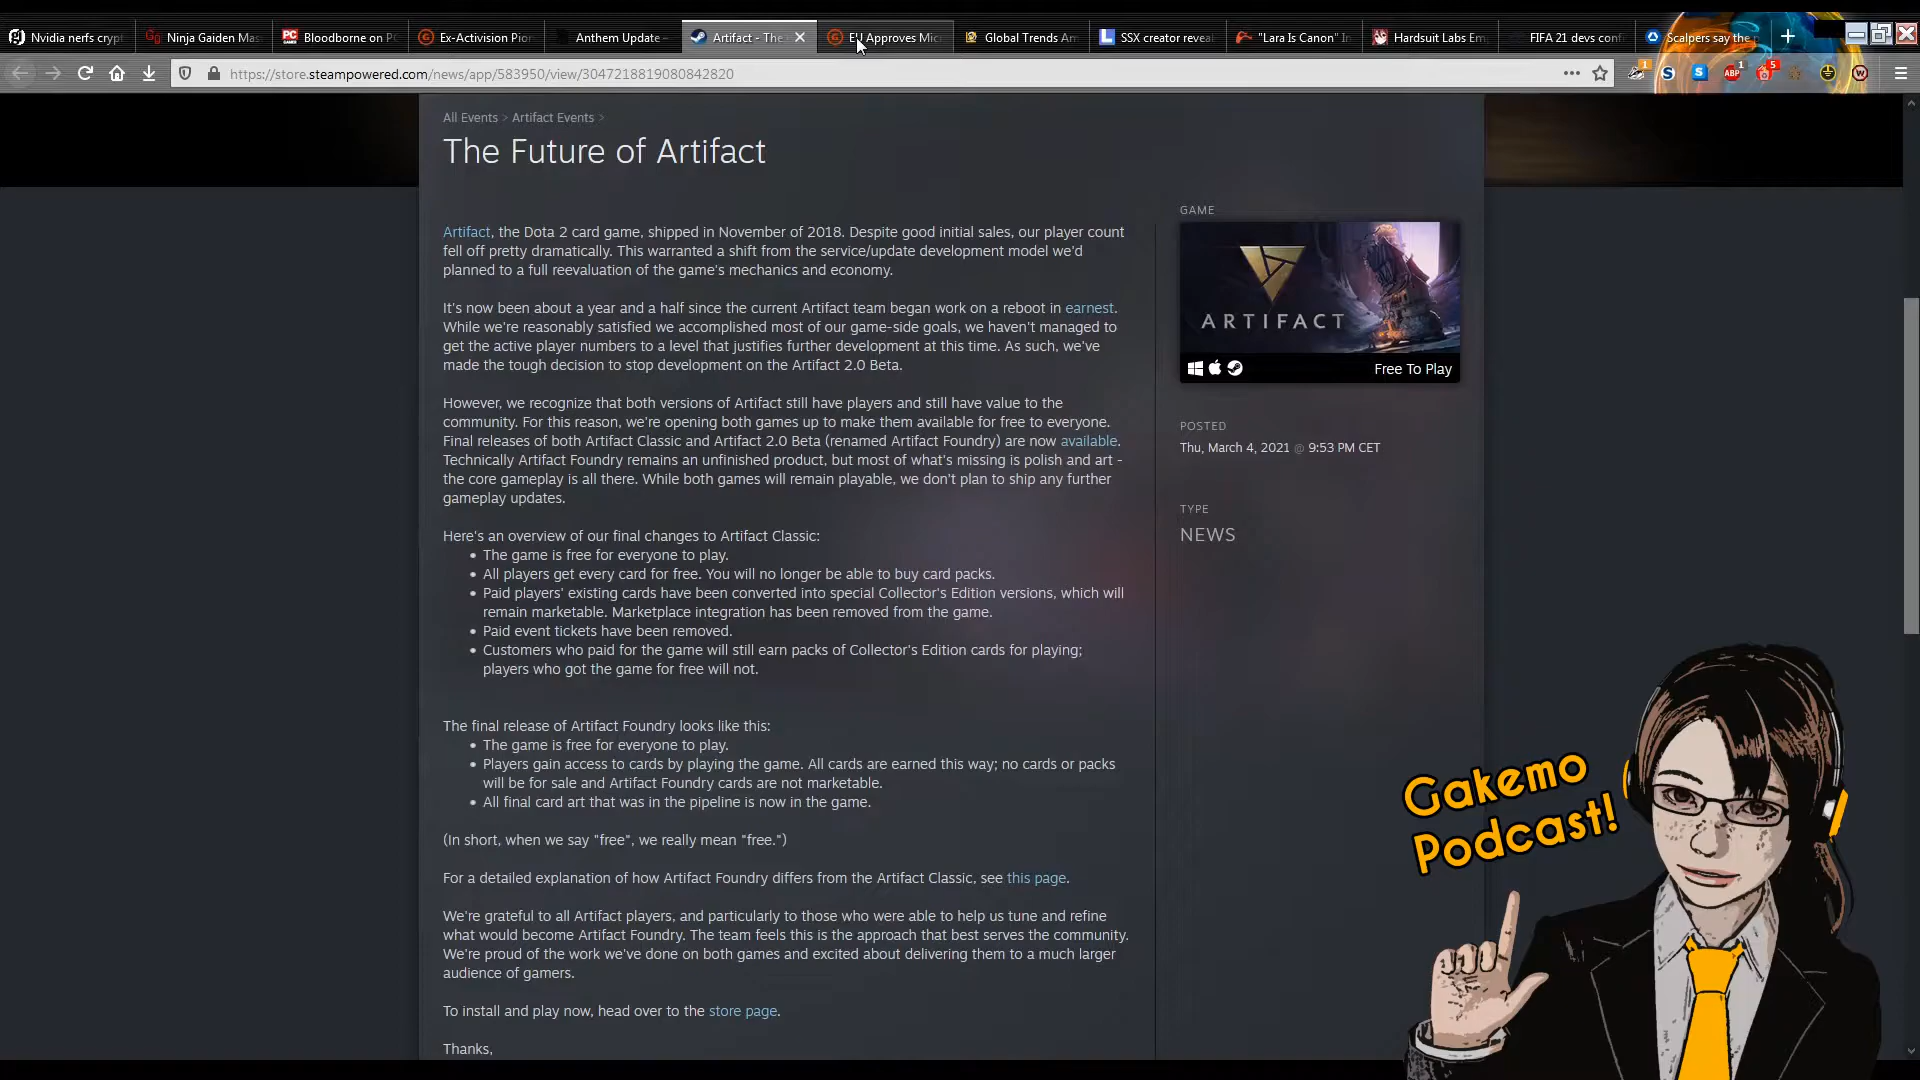 Nvidia nerfs crypt
Ninja Gaiden Mas
Bloodborne on P
Ex-Activision Pion
Anthem Update -
Artifact - The
EU Approves Mic
Global Trends Ar
SSX creator reveal
"Lara Is Canon" In
Hardsuit Labs Em
FIFA 21 devs conf
Scalpers say the p
https://store.steampowered.com/news/app/583950/view/3047218819080842820
1
ABP
1
5
All Events > Artifact Events >
The Future of Artifact
Artifact, the Dota 2 card game, shipped in November of 2018. Despite good initial sales, our player count
fell off pretty dramatically. This warranted a shift from the service/update development model we'd
planned to a full reevaluation of the game's mechanics and economy.
It's now been about a year and a half since the current Artifact team began work on a reboot in earnest.
While we're reasonably satisfied we accomplished most of our game-side goals, we haven't managed to
get the active player numbers to a level that justifies further development at this time. As such, we've
made the tough decision to stop development on the Artifact 2.0 Beta.
However, we recognize that both versions of Artifact still have players and still have value to the
community. For this reason, we're opening both games up to make them available for free to everyone.
Final releases of both Artifact Classic and Artifact 2.0 Beta (renamed Artifact Foundry) are now available.
Technically Artifact Foundry remains an unfinished product, but most of what's missing is polish and art -
the core gameplay is all there. While both games will remain playable, we don't plan to ship any further
gameplay updates.
Here's an overview of our final changes to Artifact Classic:
• The game is free for everyone to play.
• All players get every card for free. You will no longer be able to buy card packs.
• Paid players' existing cards have been converted into special Collector's Edition versions, which will
remain marketable. Marketplace integration has been removed from the game.
• Paid event tickets have been removed.
• Customers who paid for the game will still earn packs of Collector's Edition cards for playing;
players who got the game for free will not.
The final release of Artifact Foundry looks like this:
• The game is free for everyone to play.
• Players gain access to cards by playing the game. All cards are earned this way; no cards or packs
will be for sale and Artifact Foundry cards are not marketable.
• All final card art that was in the pipeline is now in the game.
(In short, when we say "free", we really mean "free.")
For a detailed explanation of how Artifact Foundry differs from the Artifact Classic, see this page.
We're grateful to all Artifact players, and particularly to those who were able to help us tune and refine
what would become Artifact Foundry. The team feels this is the approach that best serves the community.
We're proud of the work we've done on both games and excited about delivering them to a much larger
audience of gamers.
To install and play now, head over to the store page.
Thanks,
GAME
ARTIFACT
Free To Play
POSTED
Thu, March 4, 2021 @ 9:53 PM CET
TYPE
NEWS
Gakemo
Podcast!